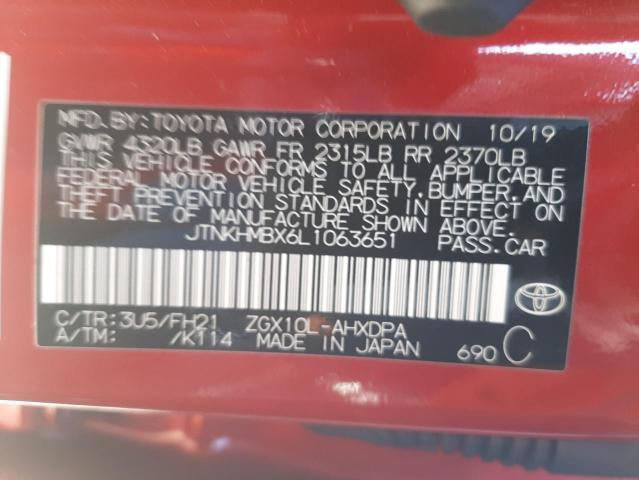 MFD.BY:TOYOTA MOTOR CORPORATION 10/19
GVWR 4320LB GAWR FR 2315LB RR 2370LB
THIS VEHICLE CONFORMS TO ALL APPLICABLE
FEDERAL MOTOR VEHICLE SAFETY,BUMPER,AND
THEFT PREVENTION STANDARDS IN EFFECT ON
THE DATE OF MANUFACTURE SHOWN ABOVE.
JTNKHMBX6L1063651 PASS.CAR
C/TR:3U5/FH21 ZGX10L-AHXDPA
A/TM: /K114 MADE IN JAPAN 690 C